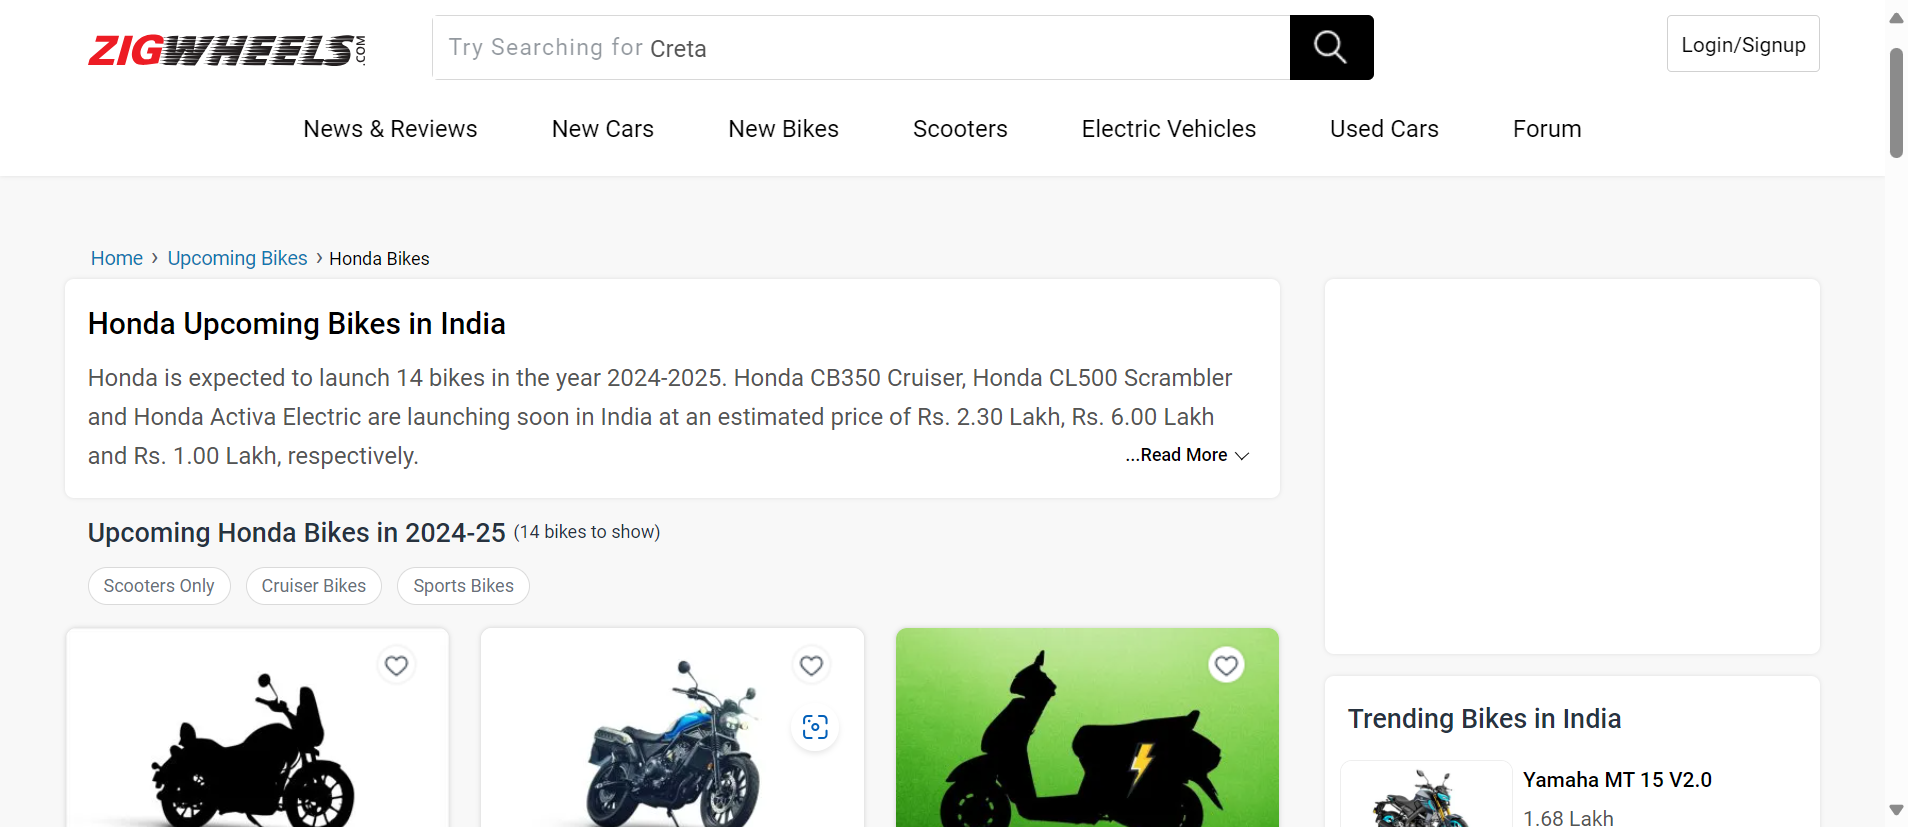 ZIGWHEELS.COM
Try Searching for Creta
Login/Signup
News & Reviews
New Cars
New Bikes
Scooters
Electric Vehicles
Used Cars
Forum
Home › Upcoming Bikes › Honda Bikes
Honda Upcoming Bikes in India
Honda is expected to launch 14 bikes in the year 2024-2025. Honda CB350 Cruiser, Honda CL500 Scrambler
and Honda Activa Electric are launching soon in India at an estimated price of Rs. 2.30 Lakh, Rs. 6.00 Lakh
and Rs. 1.00 Lakh, respectively.
...Read More
Upcoming Honda Bikes in 2024-25 (14 bikes to show)
Scooters Only
Cruiser Bikes
Sports Bikes
Trending Bikes in India
Yamaha MT 15 V2.0
1.68 Lakh